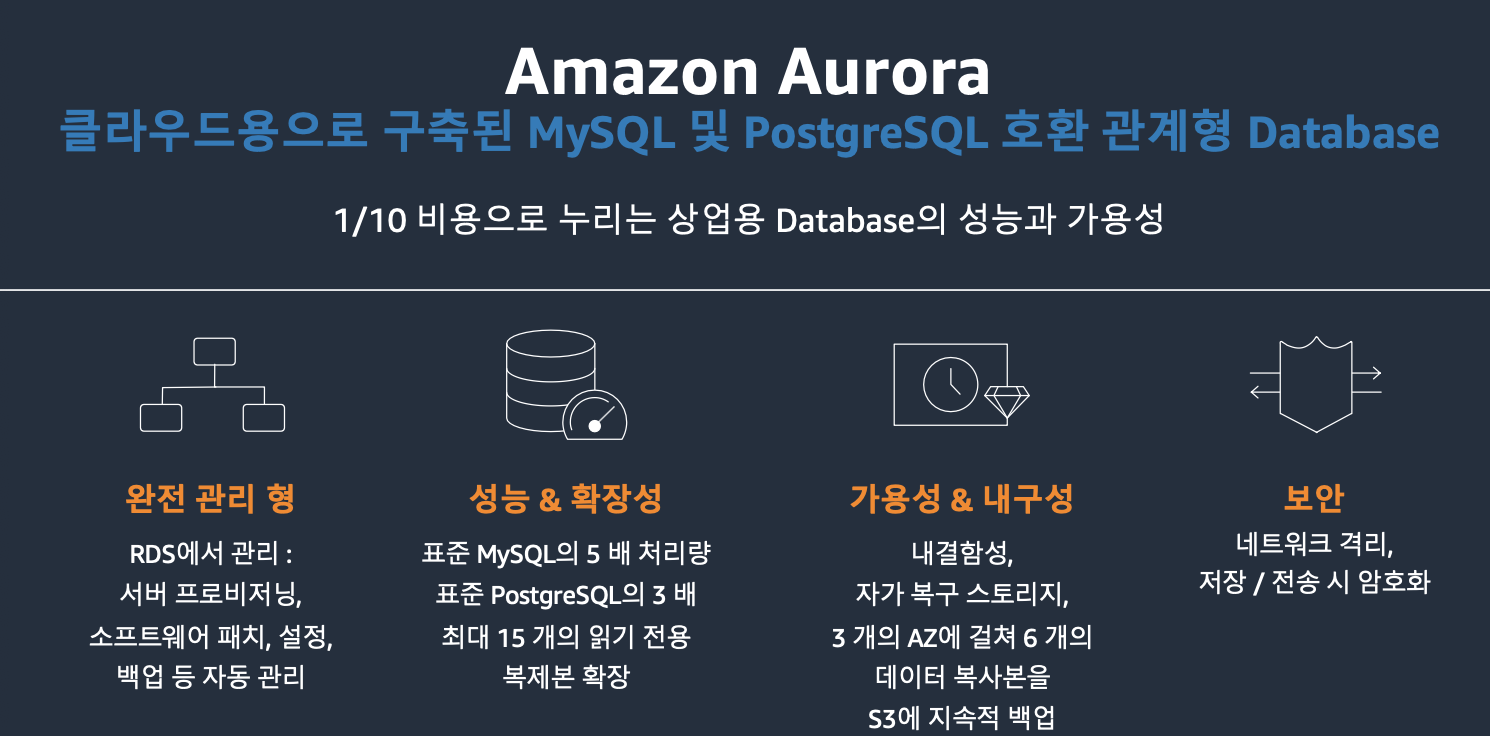 Amazon Aurora
클라우드용으로 구축된 MySQL 및 PostgreSQL 호환 관계형 Database
1/10 비용으로 누리는 상업용 Database의 성능과 가용성
완전 관리 형
RDS에서 관리 :
서버 프로비저닝,
소프트웨어 패치, 설정,
백업 등 자동 관리
성능 & 확장성
표준 MySQL의 5 배 처리량
표준 PostgreSQL의 3 배
최대 15 개의 읽기 전용
복제본 확장
가용성 & 내구성
내결함성,
자가 복구 스토리지,
3 개의 AZ에 걸쳐 6 개의
데이터 복사본을
S3에 지속적 백업
보안
네트워크 격리,
저장 / 전송 시 암호화